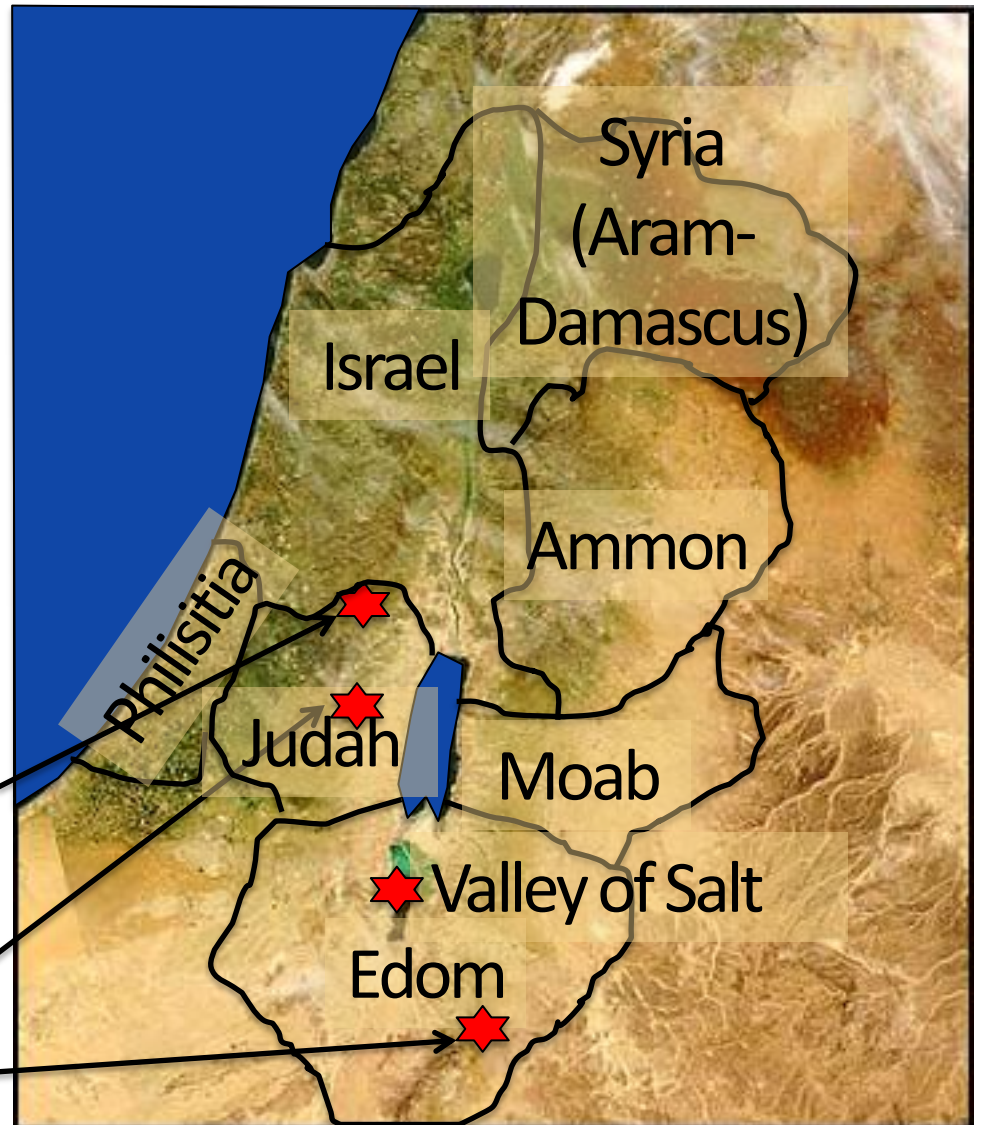 Syria
(Aram-
Damascus)
Israel
Ammon
Philisitia
Judah
Moab
Valley of Salt
Edom